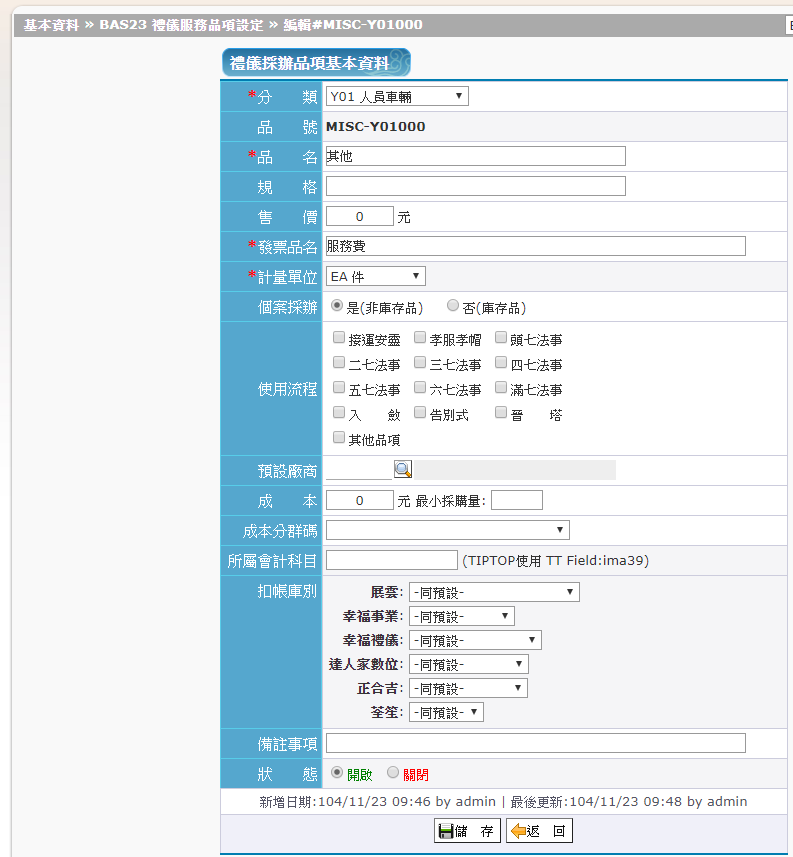 基本資料 » BAS23 禮儀服務品項設定 » 編輯#MISC-Y01000
禮儀採辦品項基本資料
*分 類 Y01 人員車輛
品 號 MISC-Y01000
*品 名 其他
規 格
售 價 0 元
*發票品名 服務費
*計量單位 EA 件
個案採辦 是(非庫存品) 否(庫存品)
使用流程
接運安靈 孝服孝帽 頭七法事
二七法事 三七法事 四七法事
五七法事 六七法事 滿七法事
入 斂 告別式 晉 塔
其他品項
預設廠商
成 本 0 元 最小採購量:
成本分群碼
所屬會計科目 (TIPTOP使用 TT Field:ima39)
扣帳庫別 展雲: -同預設-
幸福事業: -同預設-
幸福禮儀: -同預設-
達人家數位: -同預設-
正合吉: -同預設-
荃笙: -同預設-
備註事項
狀 態 開啟 關閉
新增日期:104/11/23 09:46 by admin | 最後更新:104/11/23 09:48 by admin
儲 存 返 回